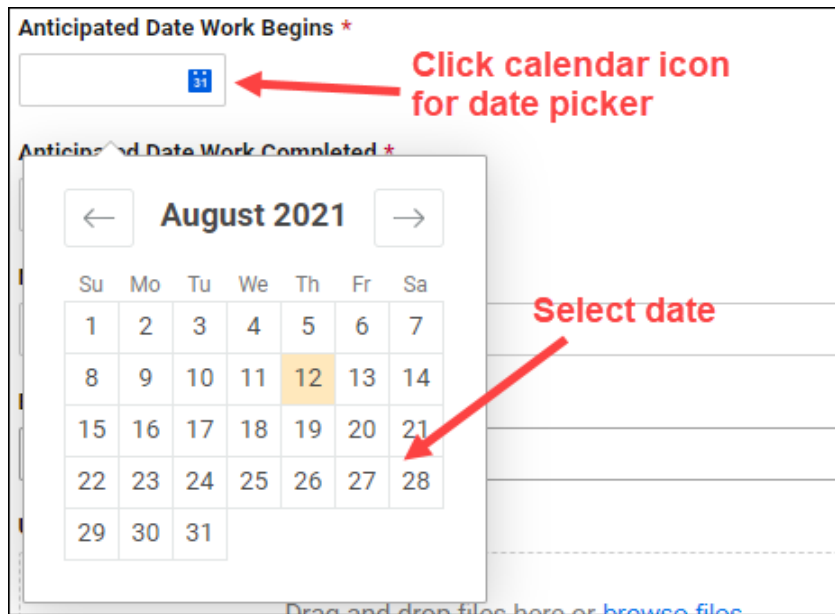 Anticipated Date Work Begins *
31
Click calendar icon
for date picker
Anticipated Date Work Completed *
← August 2021 →
Su Mo Tu We Th Fr Sa
1 2 3 4 5 6 7
8 9 10 11 12 13 14
Select date
15 16 17 18 19 20 21
22 23 24 25 26 27 28
29 30 31
Drag and drop files here or browse files